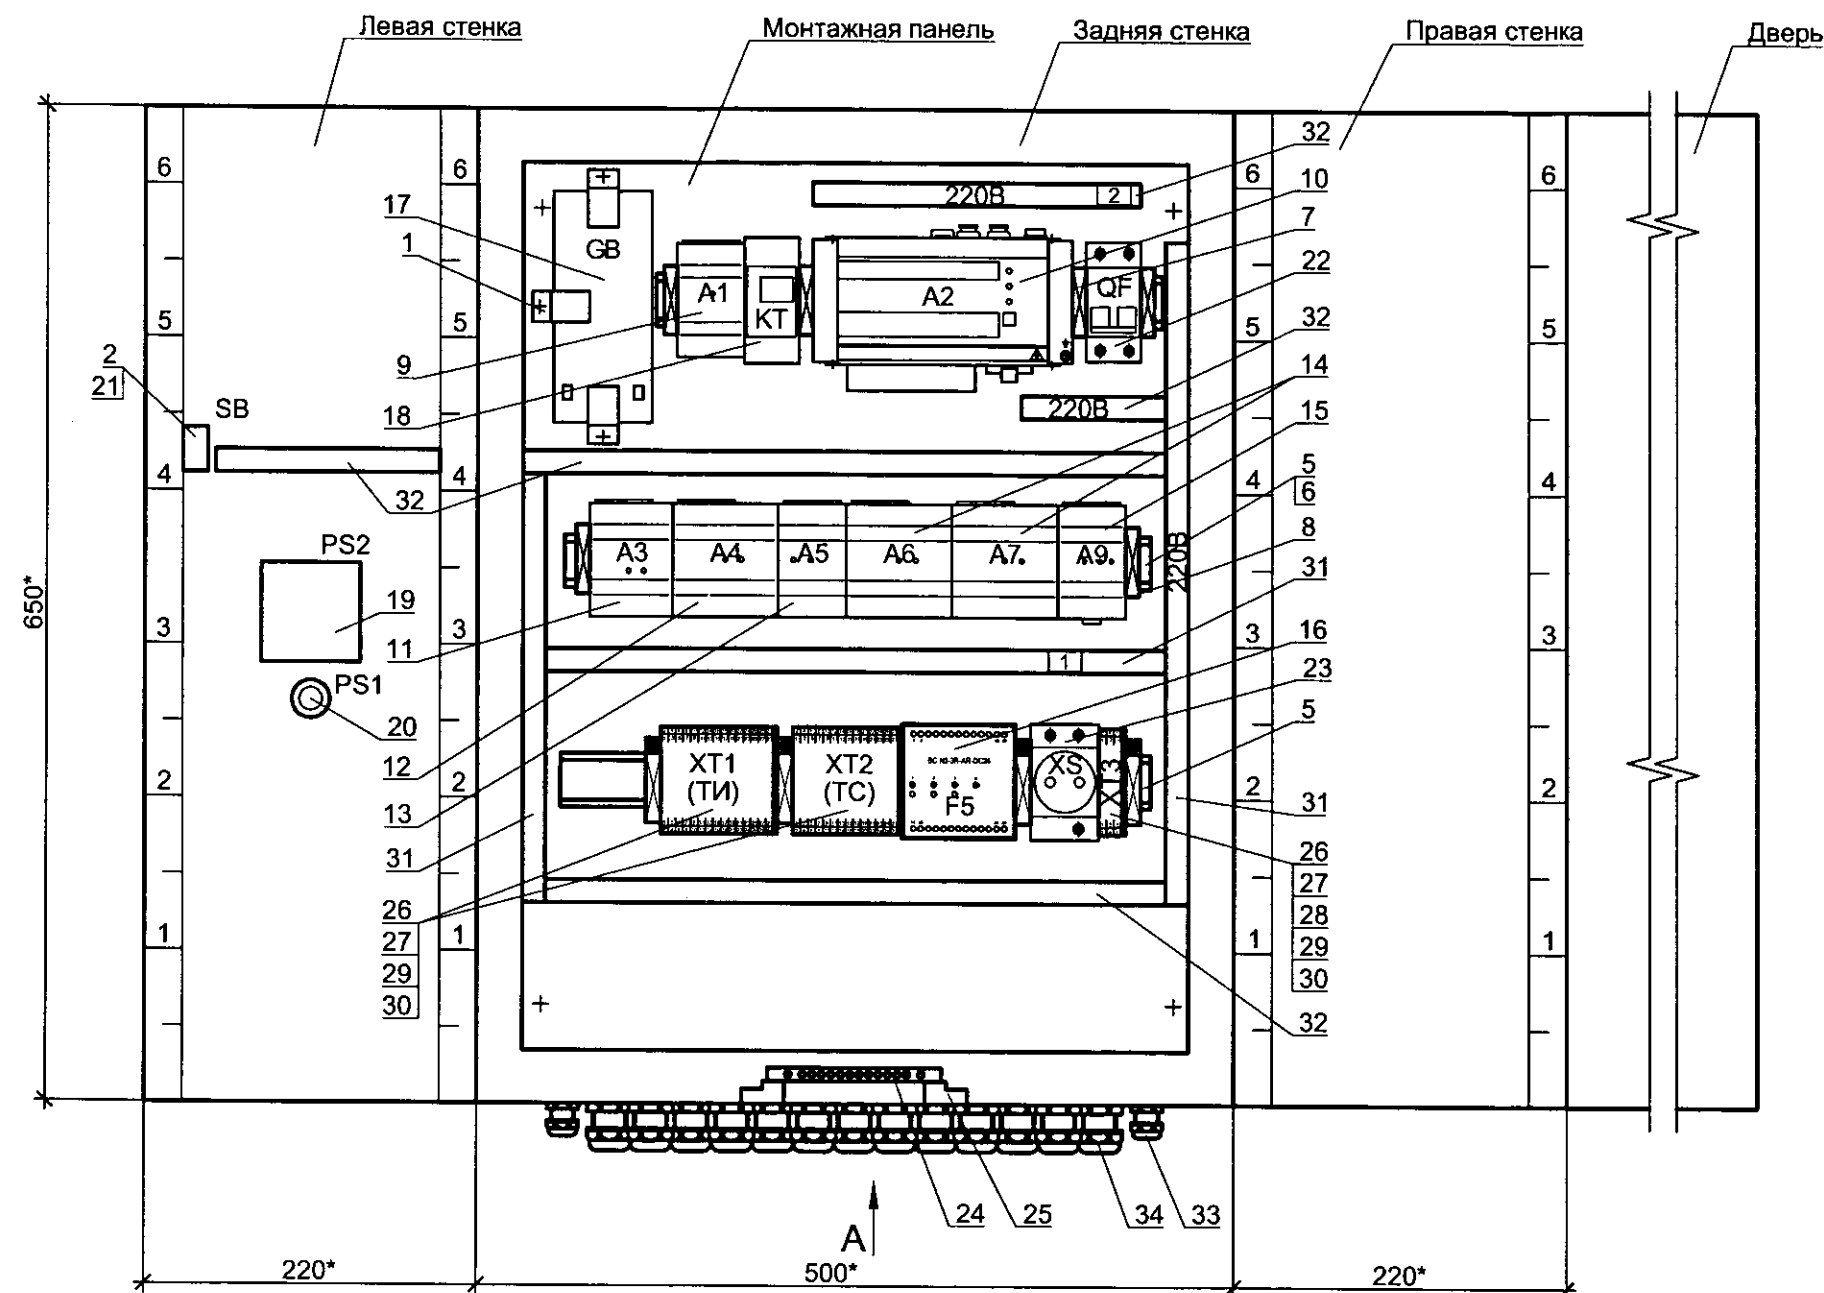 Левая стенка
Монтажная панель
Задняя стенка
Правая стенка
Дверь
650*
6
5
4
3
2
1
6
5
4
3
2
1
6
5
4
3
2
1
6
5
4
3
2
1
17
1
2
21
9
18
SB
32
PS2
19
PS1
20
11
12
13
31
26
27
29
30
GB
A1
KT
220В
2
A2
QF
220В
A3
A4
A5
A6
A7
A9
220В
1
XT1
(ТИ)
XT2
(ТС)
F5
XS
XT3
32
10
7
22
32
14
15
5
6
8
31
16
23
5
31
26
27
28
29
30
32
24
25
34
33
А
220*
500*
220*